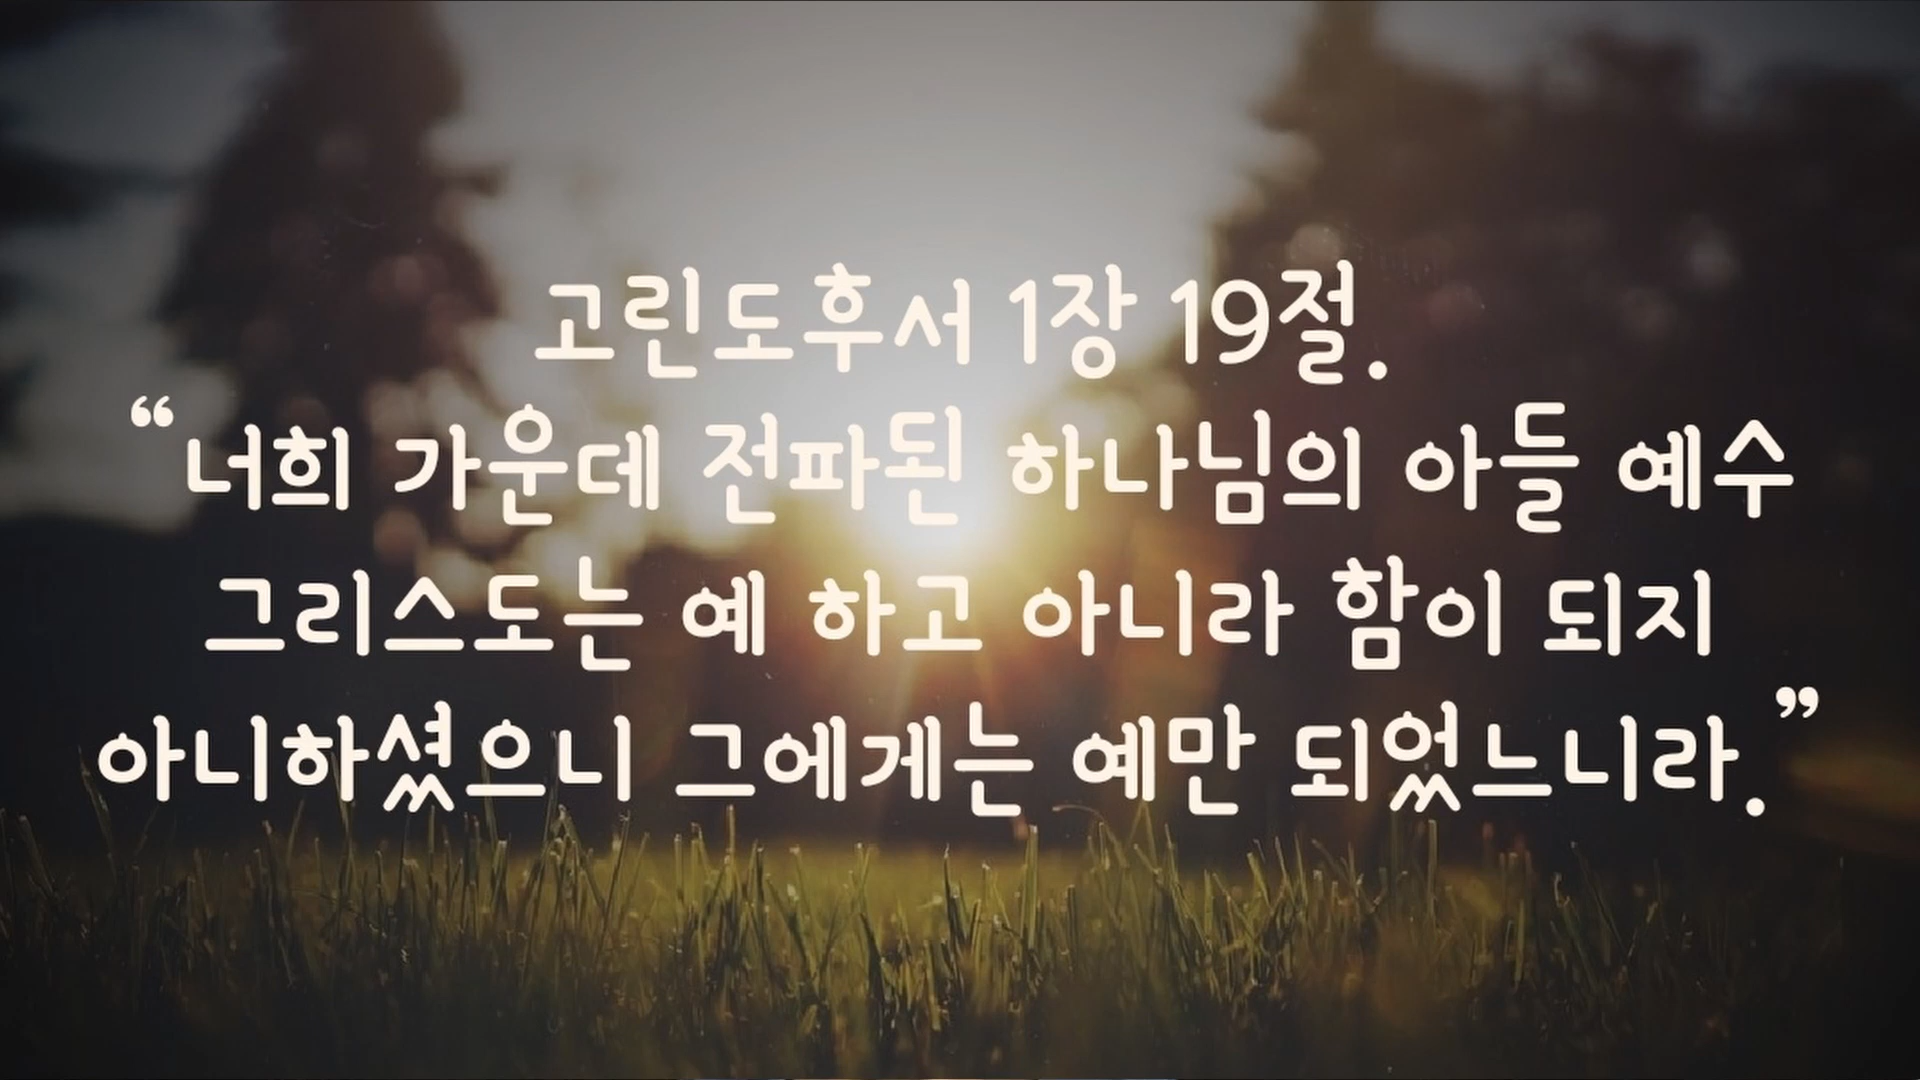 고린도후서 1장 19절.
“너희 가운데 전파된 하나님의 아들 예수
그리스도는 예 하고 아니라 함이 되지
아니하셨으니 그에게는 예만 되었느니라.”